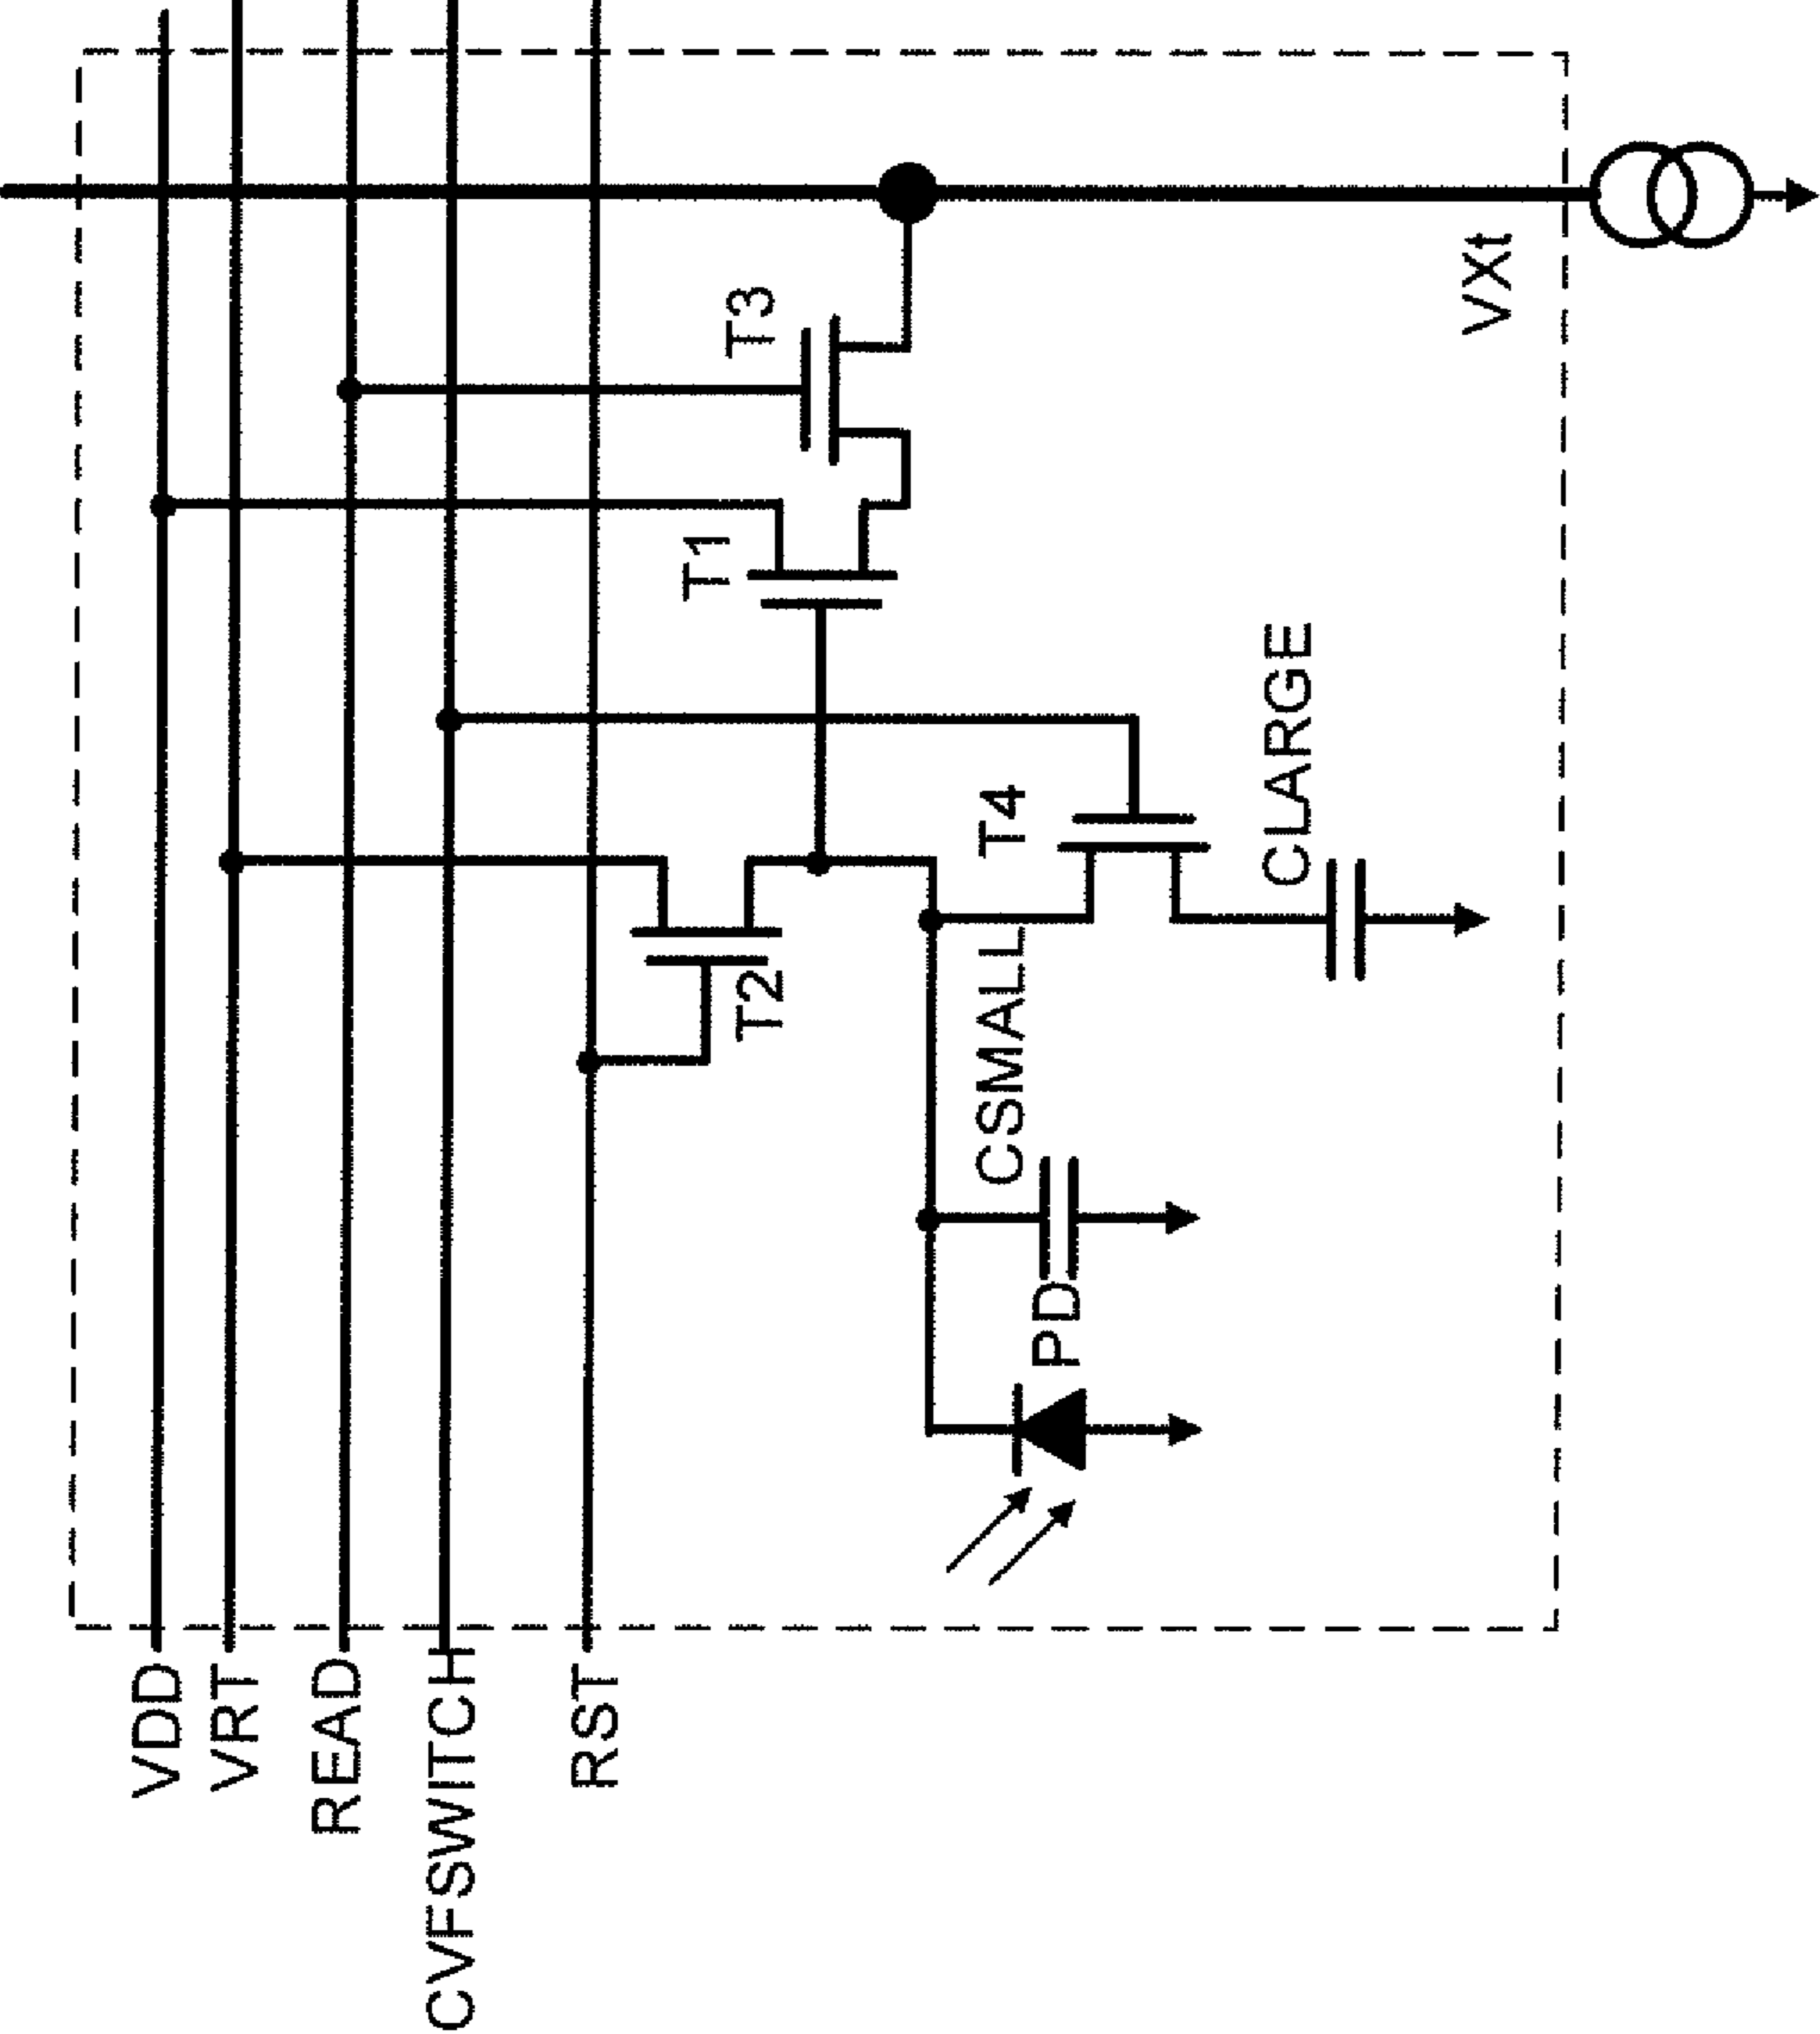 VDD
VRT
READ
CVFSWITCH
RST
T3
T1
T2
T4
CSMALL
PD
CLARGE
VXt